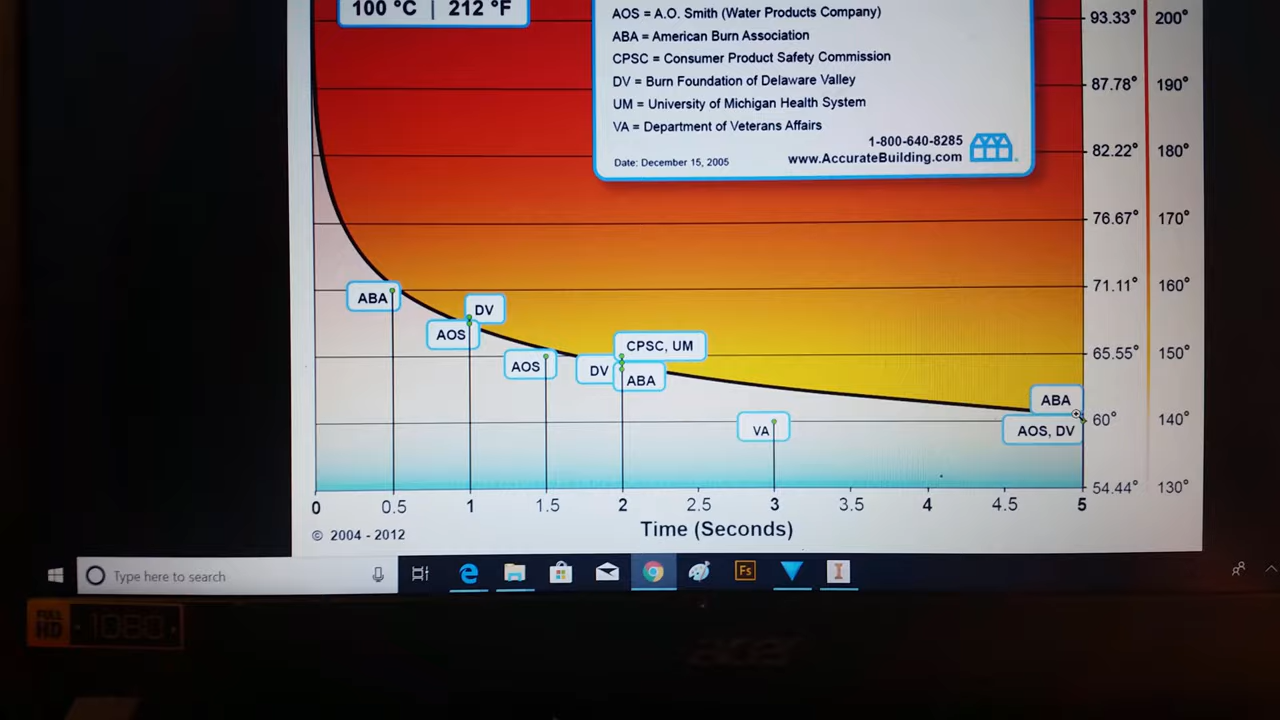 100 °C | 212 °F
AOS = A.O. Smith (Water Products Company)
ABA = American Burn Association
CPSC = Consumer Product Safety Commission
DV = Burn Foundation of Delaware Valley
UM = University of Michigan Health System
VA = Department of Veterans Affairs
1-800-640-8285
Date: December 15, 2005
www.AccurateBuilding.com
93.33° 200°
87.78° 190°
82.22° 180°
76.67° 170°
71.11° 160°
65.55° 150°
60° 140°
54.44° 130°
ABA
DV
AOS
AOS
CPSC, UM
DV
ABA
VA
ABA
AOS, DV
0 0.5 1 1.5 2 2.5 3 3.5 4 4.5 5
Time (Seconds)
© 2004 - 2012
Type here to search
Fs
I
FULL HD 1080
acer